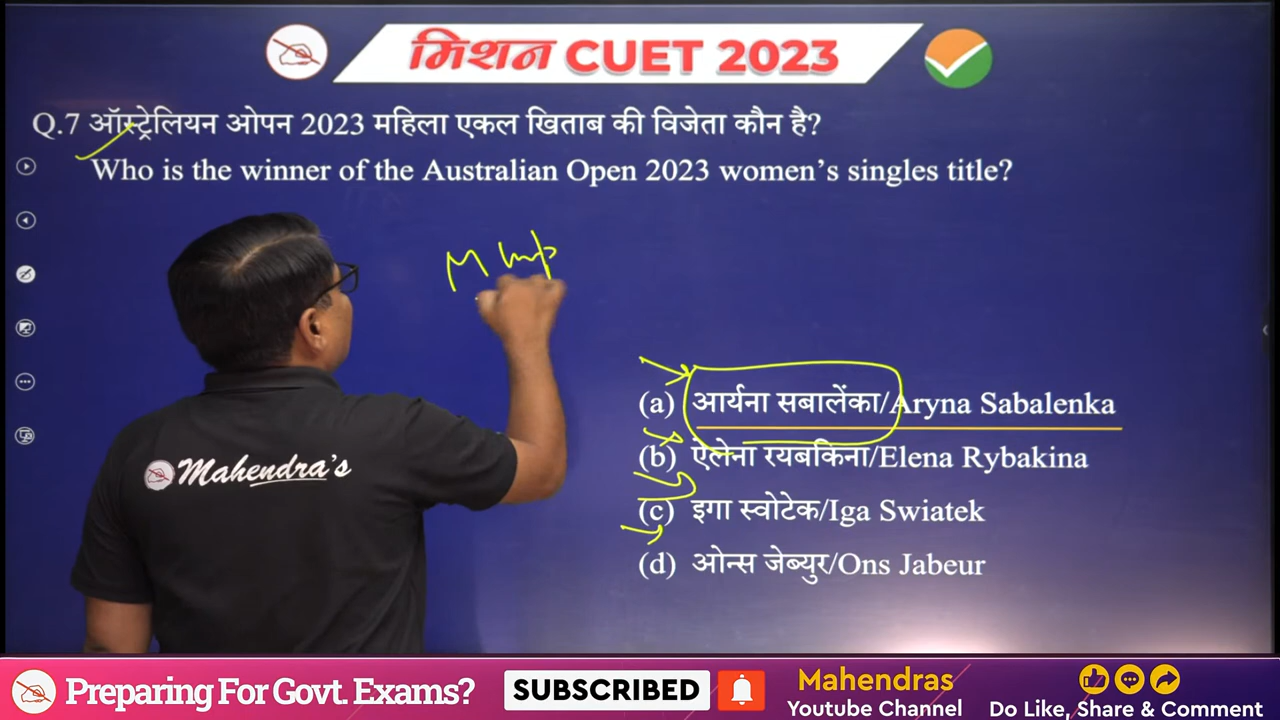 मिशन CUET 2023
Q.7 ऑस्ट्रेलियन ओपन 2023 महिला एकल खिताब की विजेता कौन है?
Who is the winner of the Australian Open 2023 women's singles title?
M Imp
(a) आर्यना सबालेंका/Aryna Sabalenka
(b) ऐलेना रयबकिना/Elena Rybakina
(c) इगा स्वोटेक/Iga Swiatek
(d) ओन्स जेब्युर/Ons Jabeur
Mahendra's
Preparing For Govt. Exams?
SUBSCRIBED
Mahendras
Youtube Channel
Do Like, Share & Comment